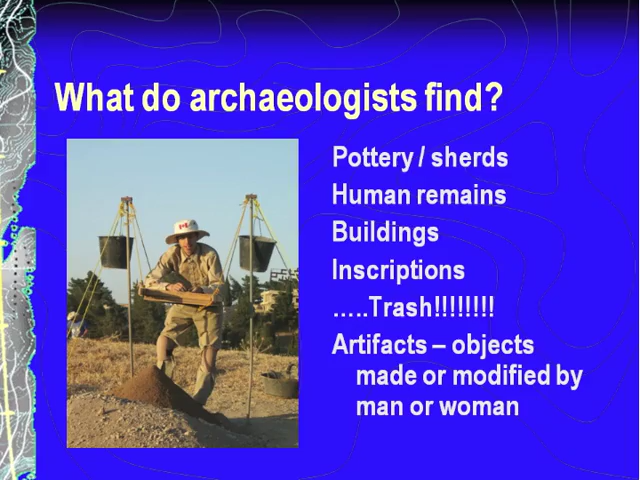 What do archaeologists find?
Pottery / sherds
Human remains
Buildings
Inscriptions
…..Trash!!!!!!!!
Artifacts – objects
made or modified by
man or woman